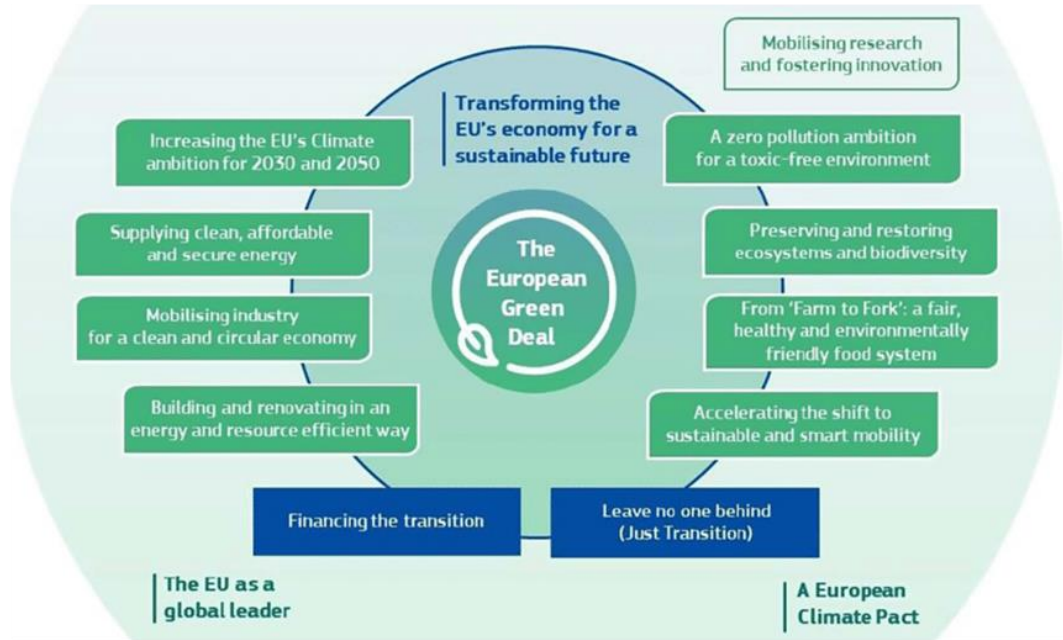 Mobilising research
and fostering innovation
Transforming the
EU's economy for a
sustainable future
Increasing the EU's Climate
ambition for 2030 and 2050
A zero pollution ambition
for a toxic-free environment
Supplying clean, affordable
and secure energy
Preserving and restoring
ecosystems and biodiversity
The
European
Green
Deal
Mobilising industry
for a clean and circular economy
From 'Farm to Fork': a fair,
healthy and environmentally
friendly food system
Building and renovating in an
energy and resource efficient way
Accelerating the shift to
sustainable and smart mobility
Financing the transition
Leave no one behind
(Just Transition)
The EU as a
global leader
A European
Climate Pact